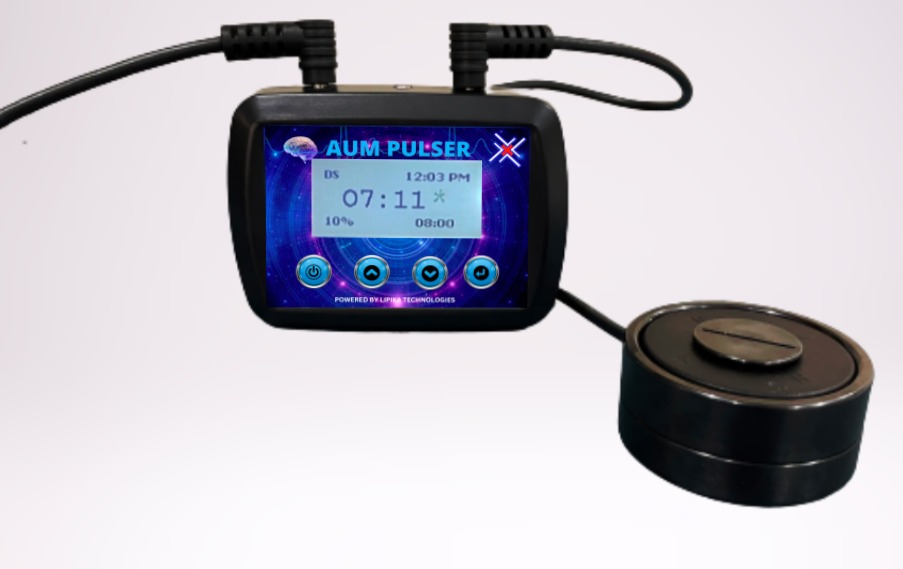 AUM PULSER
DS 12:03 PM
07:11 *
10% 08:00
POWERED BY LIPIKA TECHNOLOGIES